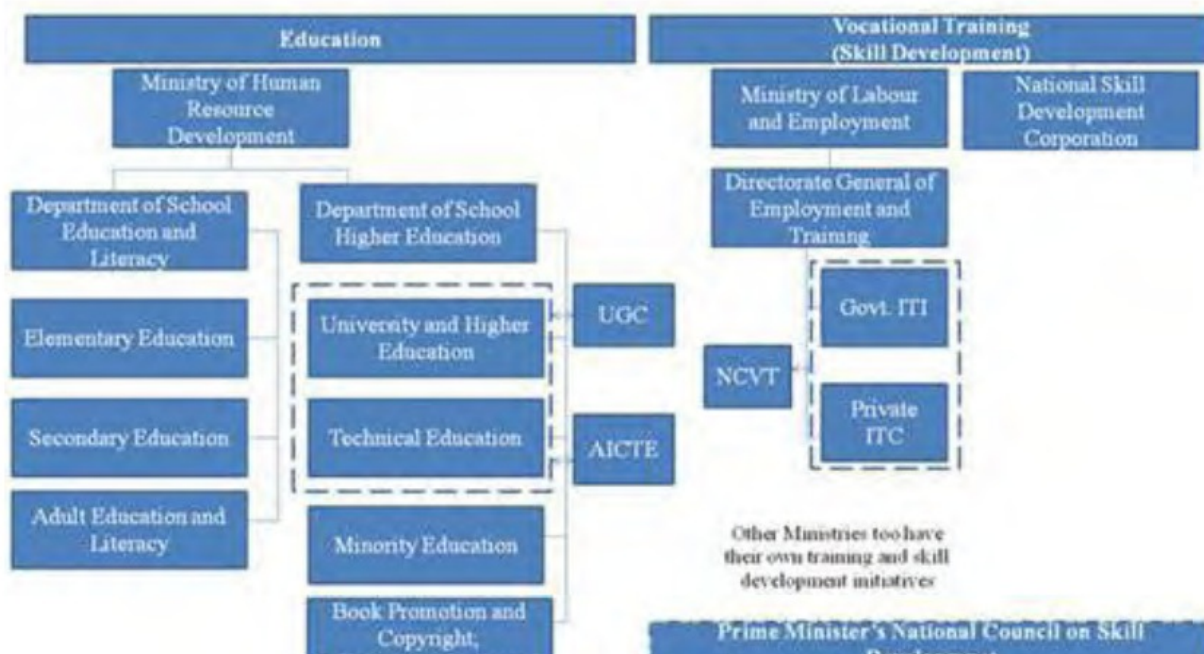 Education
Vocational Training
(Skill Development)
Ministry of Human
Resource
Development
Ministry of Labour
and Employment
National Skill
Development
Corporation
Department of School
Education and
Literacy
Department of School
Higher Education
Directorate General of
Employment and
Training
Elementary Education
University and Higher
Education
UGC
Govt. ITI
NCVT
Secondary Education
Technical Education
AICTE
Private
ITC
Adult Education and
Literacy
Minority Education
Other Ministries too have
their own training and skill
development initiatives
Book Promotion and
Copyright,
Prime Minister's National Council on Skill